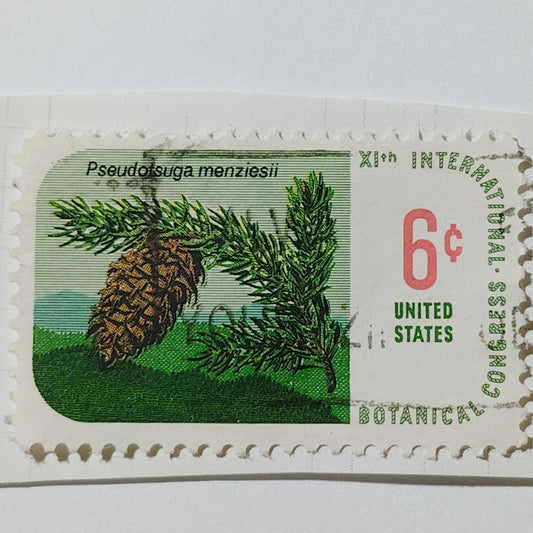 Pseudotsuga menziesii
XIth INTERNATIONAL · BOTANICAL CONGRESS
6¢
UNITED
STATES